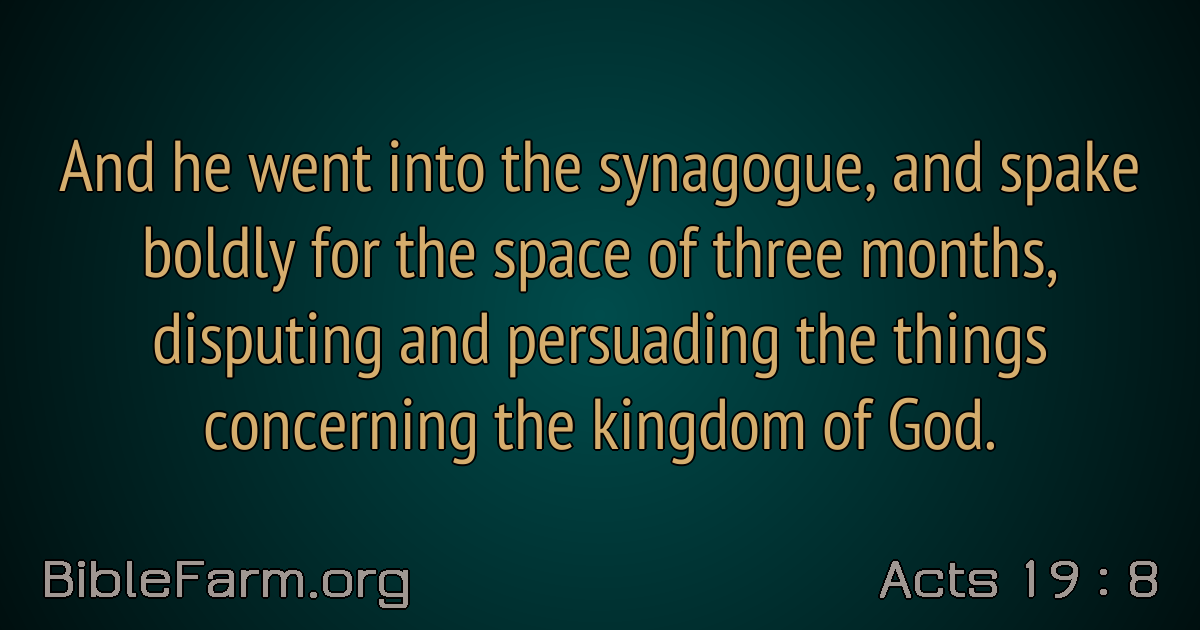 And he went into the synagogue, and spake
boldly for the space of three months,
disputing and persuading the things
concerning the kingdom of God.
BibleFarm.org
Acts 19 : 8